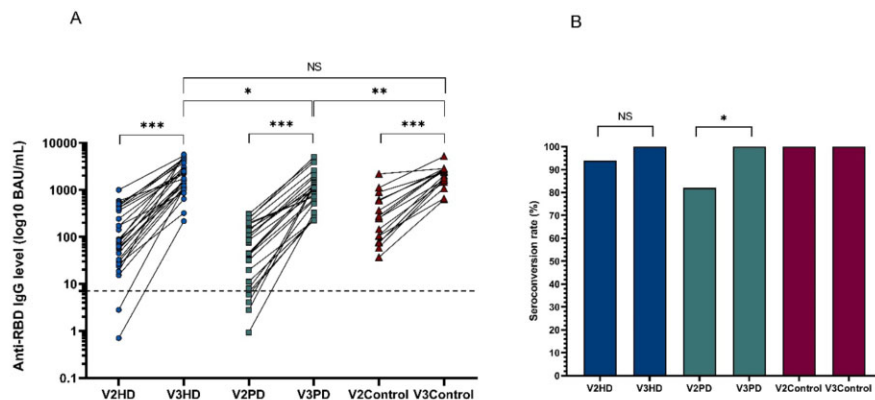 A
NS
*
**
***
***
***
Anti-RBD IgG level (log10 BAU/mL)
10000
1000
100
10
1
0.1
V2HD
V3HD
V2PD
V3PD
V2Control
V3Control
B
NS
*
Seroconversion rate (%)
100
90
80
70
60
50
40
30
20
10
0
V2HD
V3HD
V2PD
V3PD
V2Control
V3Control